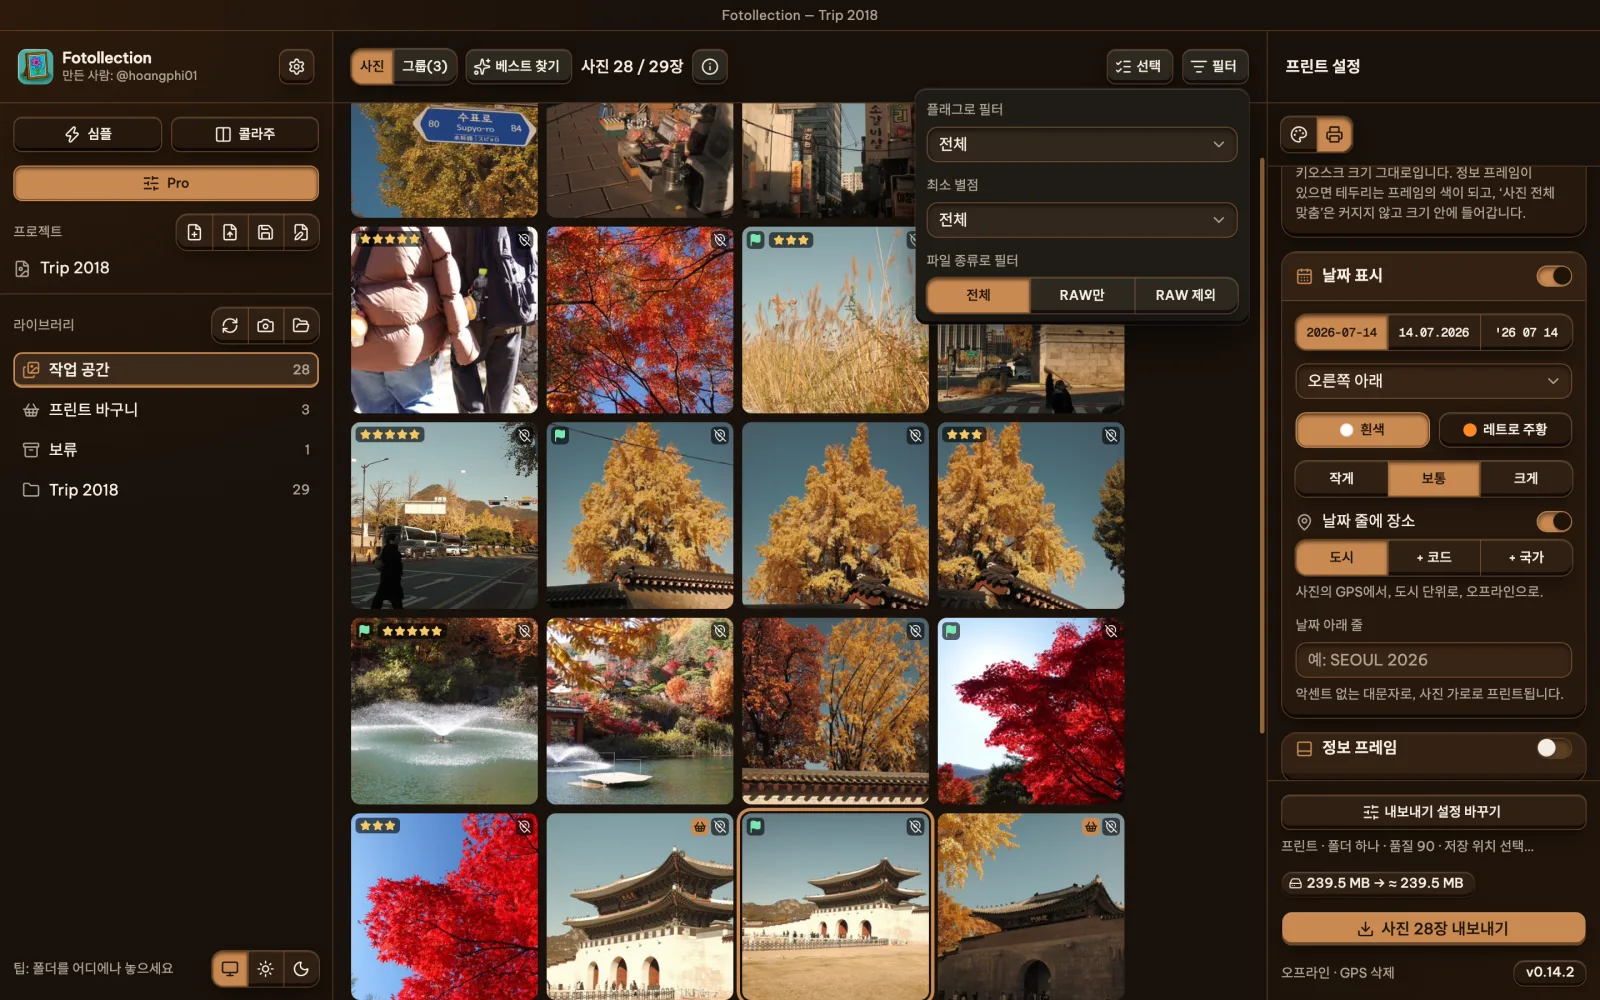 Fotollection — Trip 2018
Fotollection
만든 사람: @hoangphi01
심플
콜라주
Pro
프로젝트
Trip 2018
라이브러리
작업 공간
28
프린트 바구니
3
보류
1
Trip 2018
29
팁: 폴더를 어디에나 놓으세요
사진
그룹(3)
베스트 찾기
사진 28 / 29장
선택
필터
80 수표로 84
Supyo-ro
플래그로 필터
전체
최소 별점
전체
파일 종류로 필터
전체
RAW만
RAW 제외
프린트 설정
키오스크 크기 그대로입니다. 정보 프레임이
있으면 테두리는 프레임의 색이 되고, ‘사진 전체
맞춤’은 커지지 않고 크기 안에 들어갑니다.
날짜 표시
2026-07-14
14.07.2026
'26 07 14
오른쪽 아래
흰색
레트로 주황
작게
보통
크게
날짜 줄에 장소
도시
+ 코드
+ 국가
사진의 GPS에서, 도시 단위로, 오프라인으로.
날짜 아래 줄
예: SEOUL 2026
악센트 없는 대문자로, 사진 가로로 프린트됩니다.
정보 프레임
내보내기 설정 바꾸기
프린트 · 폴더 하나 · 품질 90 · 저장 위치 선택...
239.5 MB → ≈ 239.5 MB
사진 28장 내보내기
오프라인 · GPS 삭제
v0.14.2